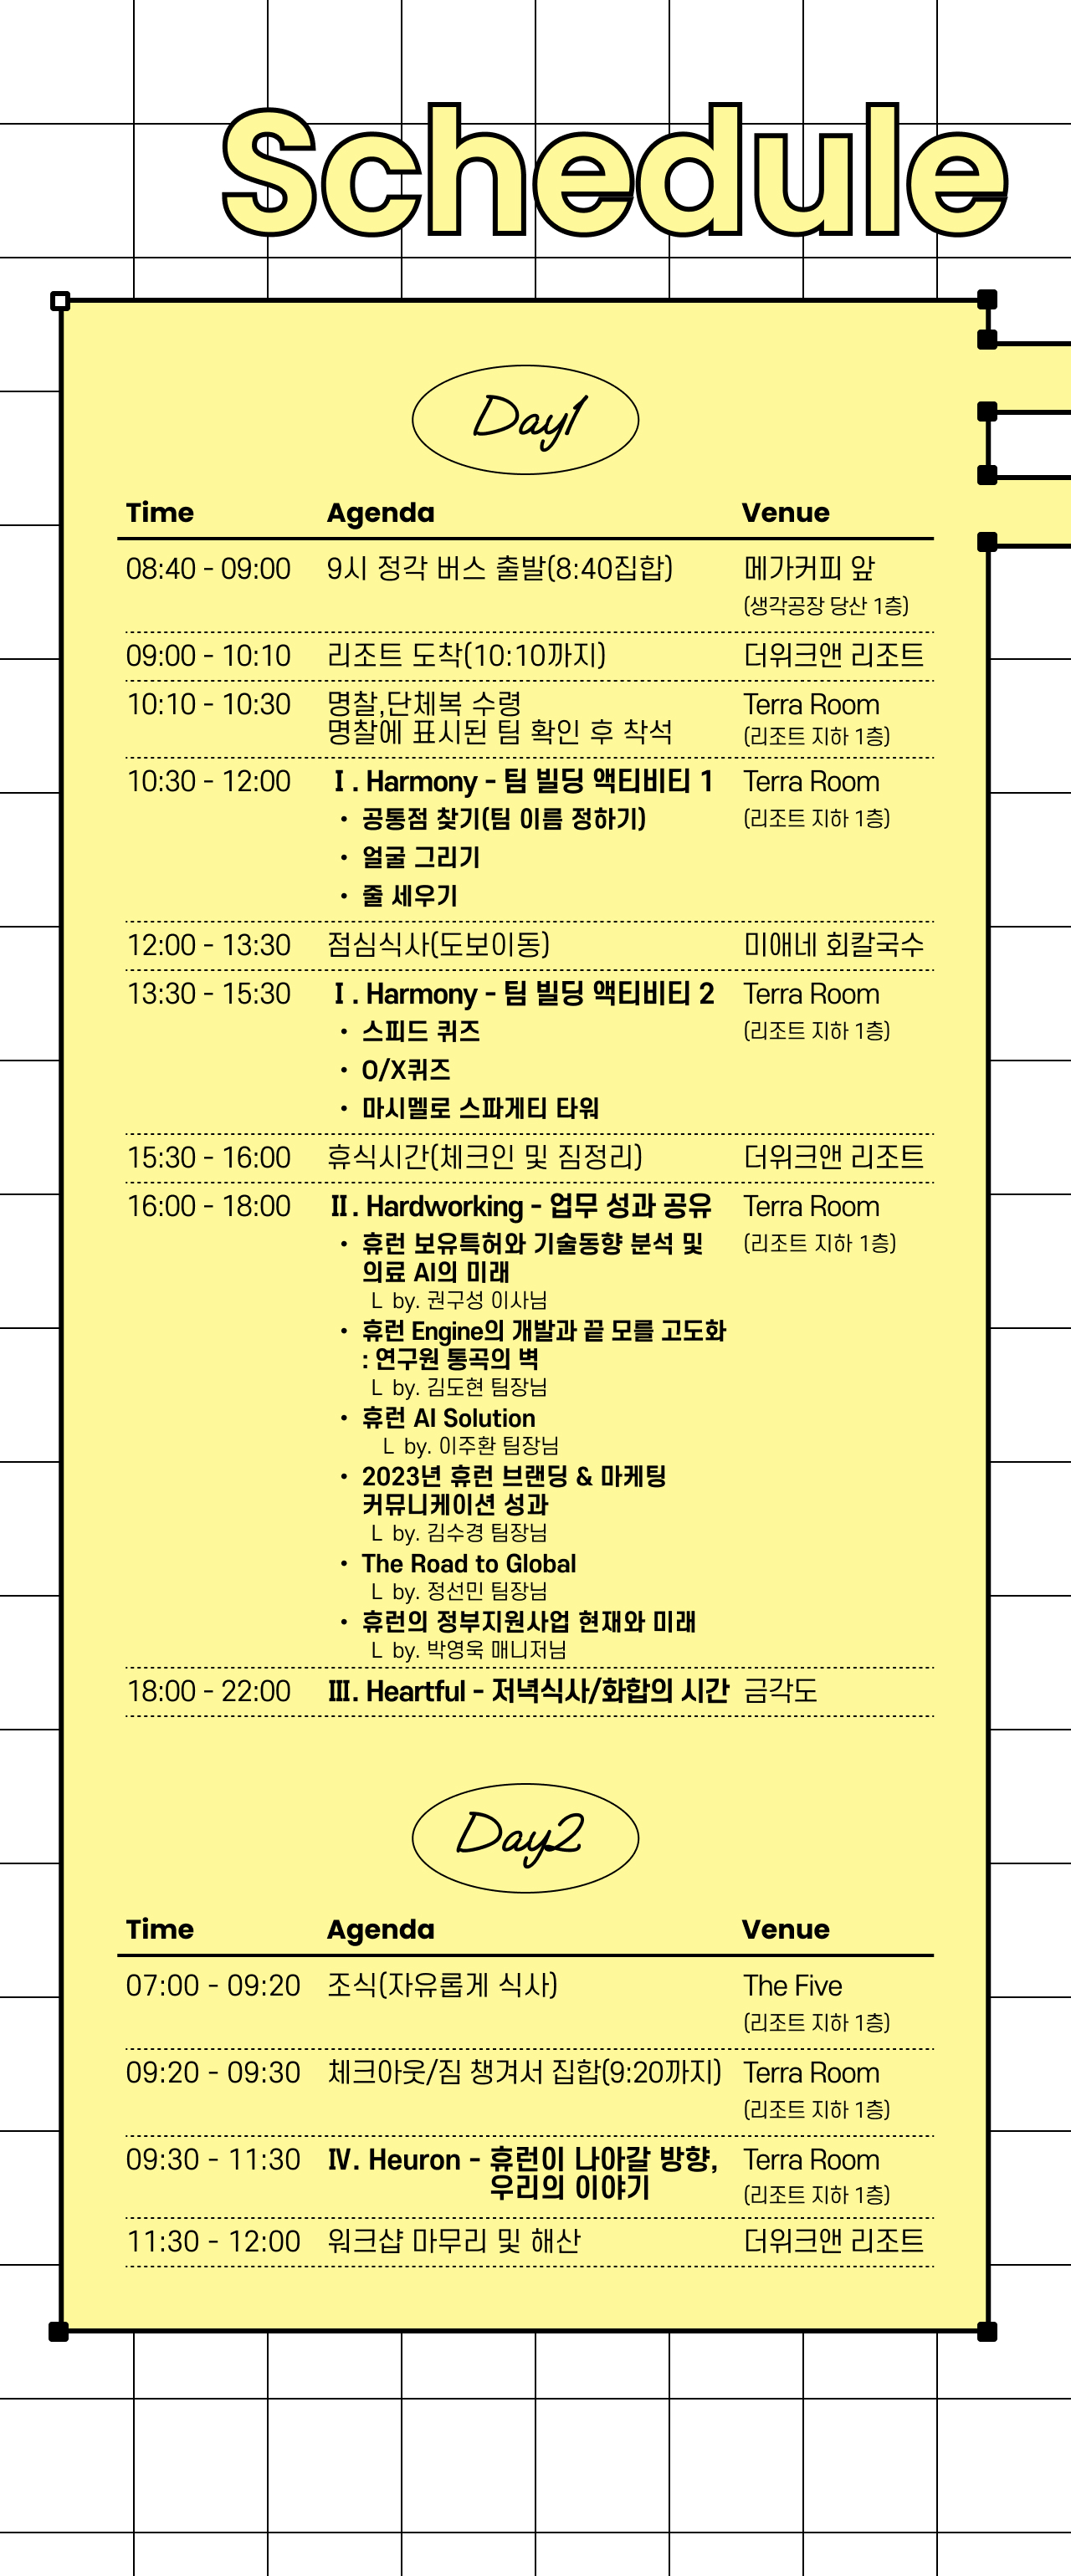 Schedule
Day1
Time Agenda Venue
08:40 - 09:00 9시 정각 버스 출발(8:40집합) 메가커피 앞
(생각공장 당산 1층)
09:00 - 10:10 리조트 도착(10:10까지) 더위크앤 리조트
10:10 - 10:30 명찰,단체복 수령 Terra Room
명찰에 표시된 팀 확인 후 착석 (리조트 지하 1층)
10:30 - 12:00 Ⅰ. Harmony - 팀 빌딩 액티비티 1 Terra Room
• 공통점 찾기(팀 이름 정하기) (리조트 지하 1층)
• 얼굴 그리기
• 줄 세우기
12:00 - 13:30 점심식사(도보이동) 미애네 회칼국수
13:30 - 15:30 Ⅰ. Harmony - 팀 빌딩 액티비티 2 Terra Room
• 스피드 퀴즈 (리조트 지하 1층)
• O/X퀴즈
• 마시멜로 스파게티 타워
15:30 - 16:00 휴식시간(체크인 및 짐정리) 더위크앤 리조트
16:00 - 18:00 Ⅱ. Hardworking - 업무 성과 공유 Terra Room
• 휴런 보유특허와 기술동향 분석 및 (리조트 지하 1층)
의료 AI의 미래
L by. 권구성 이사님
• 휴런 Engine의 개발과 끝 모를 고도화
: 연구원 통곡의 벽
L by. 김도현 팀장님
• 휴런 AI Solution
L by. 이주환 팀장님
• 2023년 휴런 브랜딩 & 마케팅
커뮤니케이션 성과
L by. 김수경 팀장님
• The Road to Global
L by. 정선민 팀장님
• 휴런의 정부지원사업 현재와 미래
L by. 박영욱 매니저님
18:00 - 22:00 Ⅲ. Heartful - 저녁식사/화합의 시간 금각도
Day2
Time Agenda Venue
07:00 - 09:20 조식(자유롭게 식사) The Five
(리조트 지하 1층)
09:20 - 09:30 체크아웃/짐 챙겨서 집합(9:20까지) Terra Room
(리조트 지하 1층)
09:30 - 11:30 Ⅳ. Heuron - 휴런이 나아갈 방향, Terra Room
우리의 이야기 (리조트 지하 1층)
11:30 - 12:00 워크샵 마무리 및 해산 더위크앤 리조트